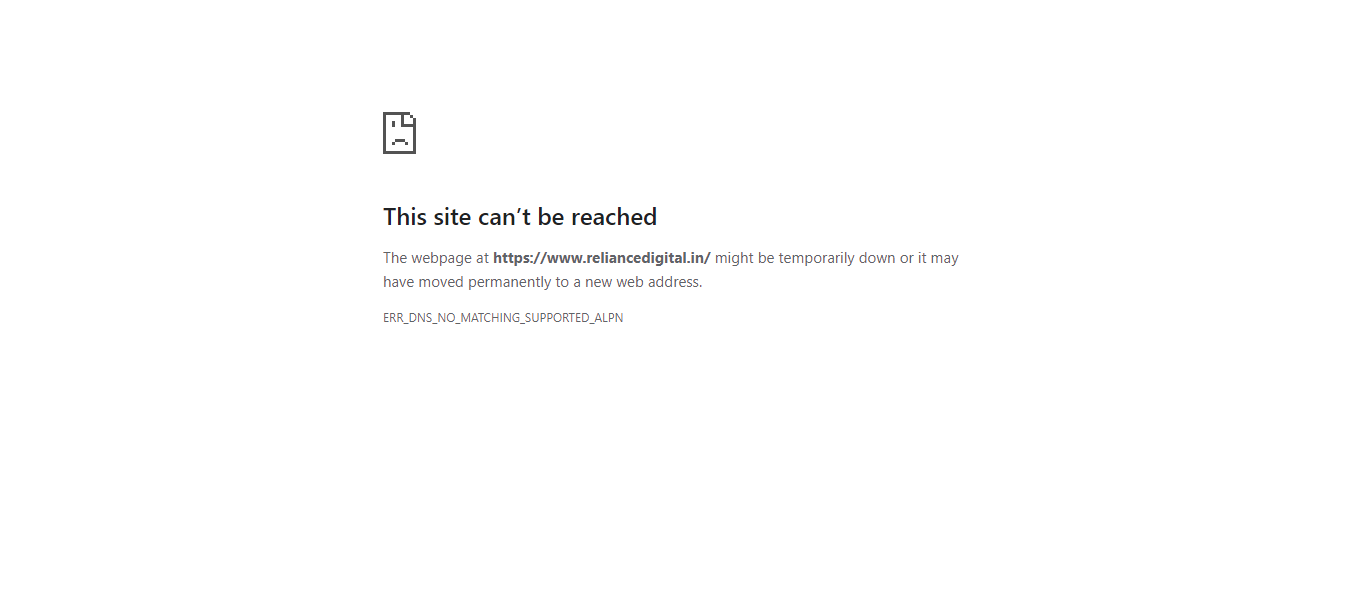 This site can’t be reached
The webpage at https://www.reliancedigital.in/ might be temporarily down or it may
have moved permanently to a new web address.
ERR_DNS_NO_MATCHING_SUPPORTED_ALPN